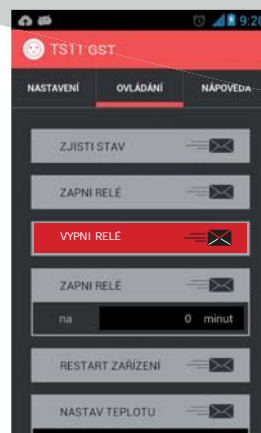 9:20
TS11 GST
NASTAVENÍ OVLÁDÁNÍ NÁPOVĚDA
ZJISTI STAV
ZAPNI RELÉ
VYPNI RELÉ
ZAPNI RELÉ
na 0 minut
RESTART ZAŘÍZENÍ
NASTAV TEPLOTU